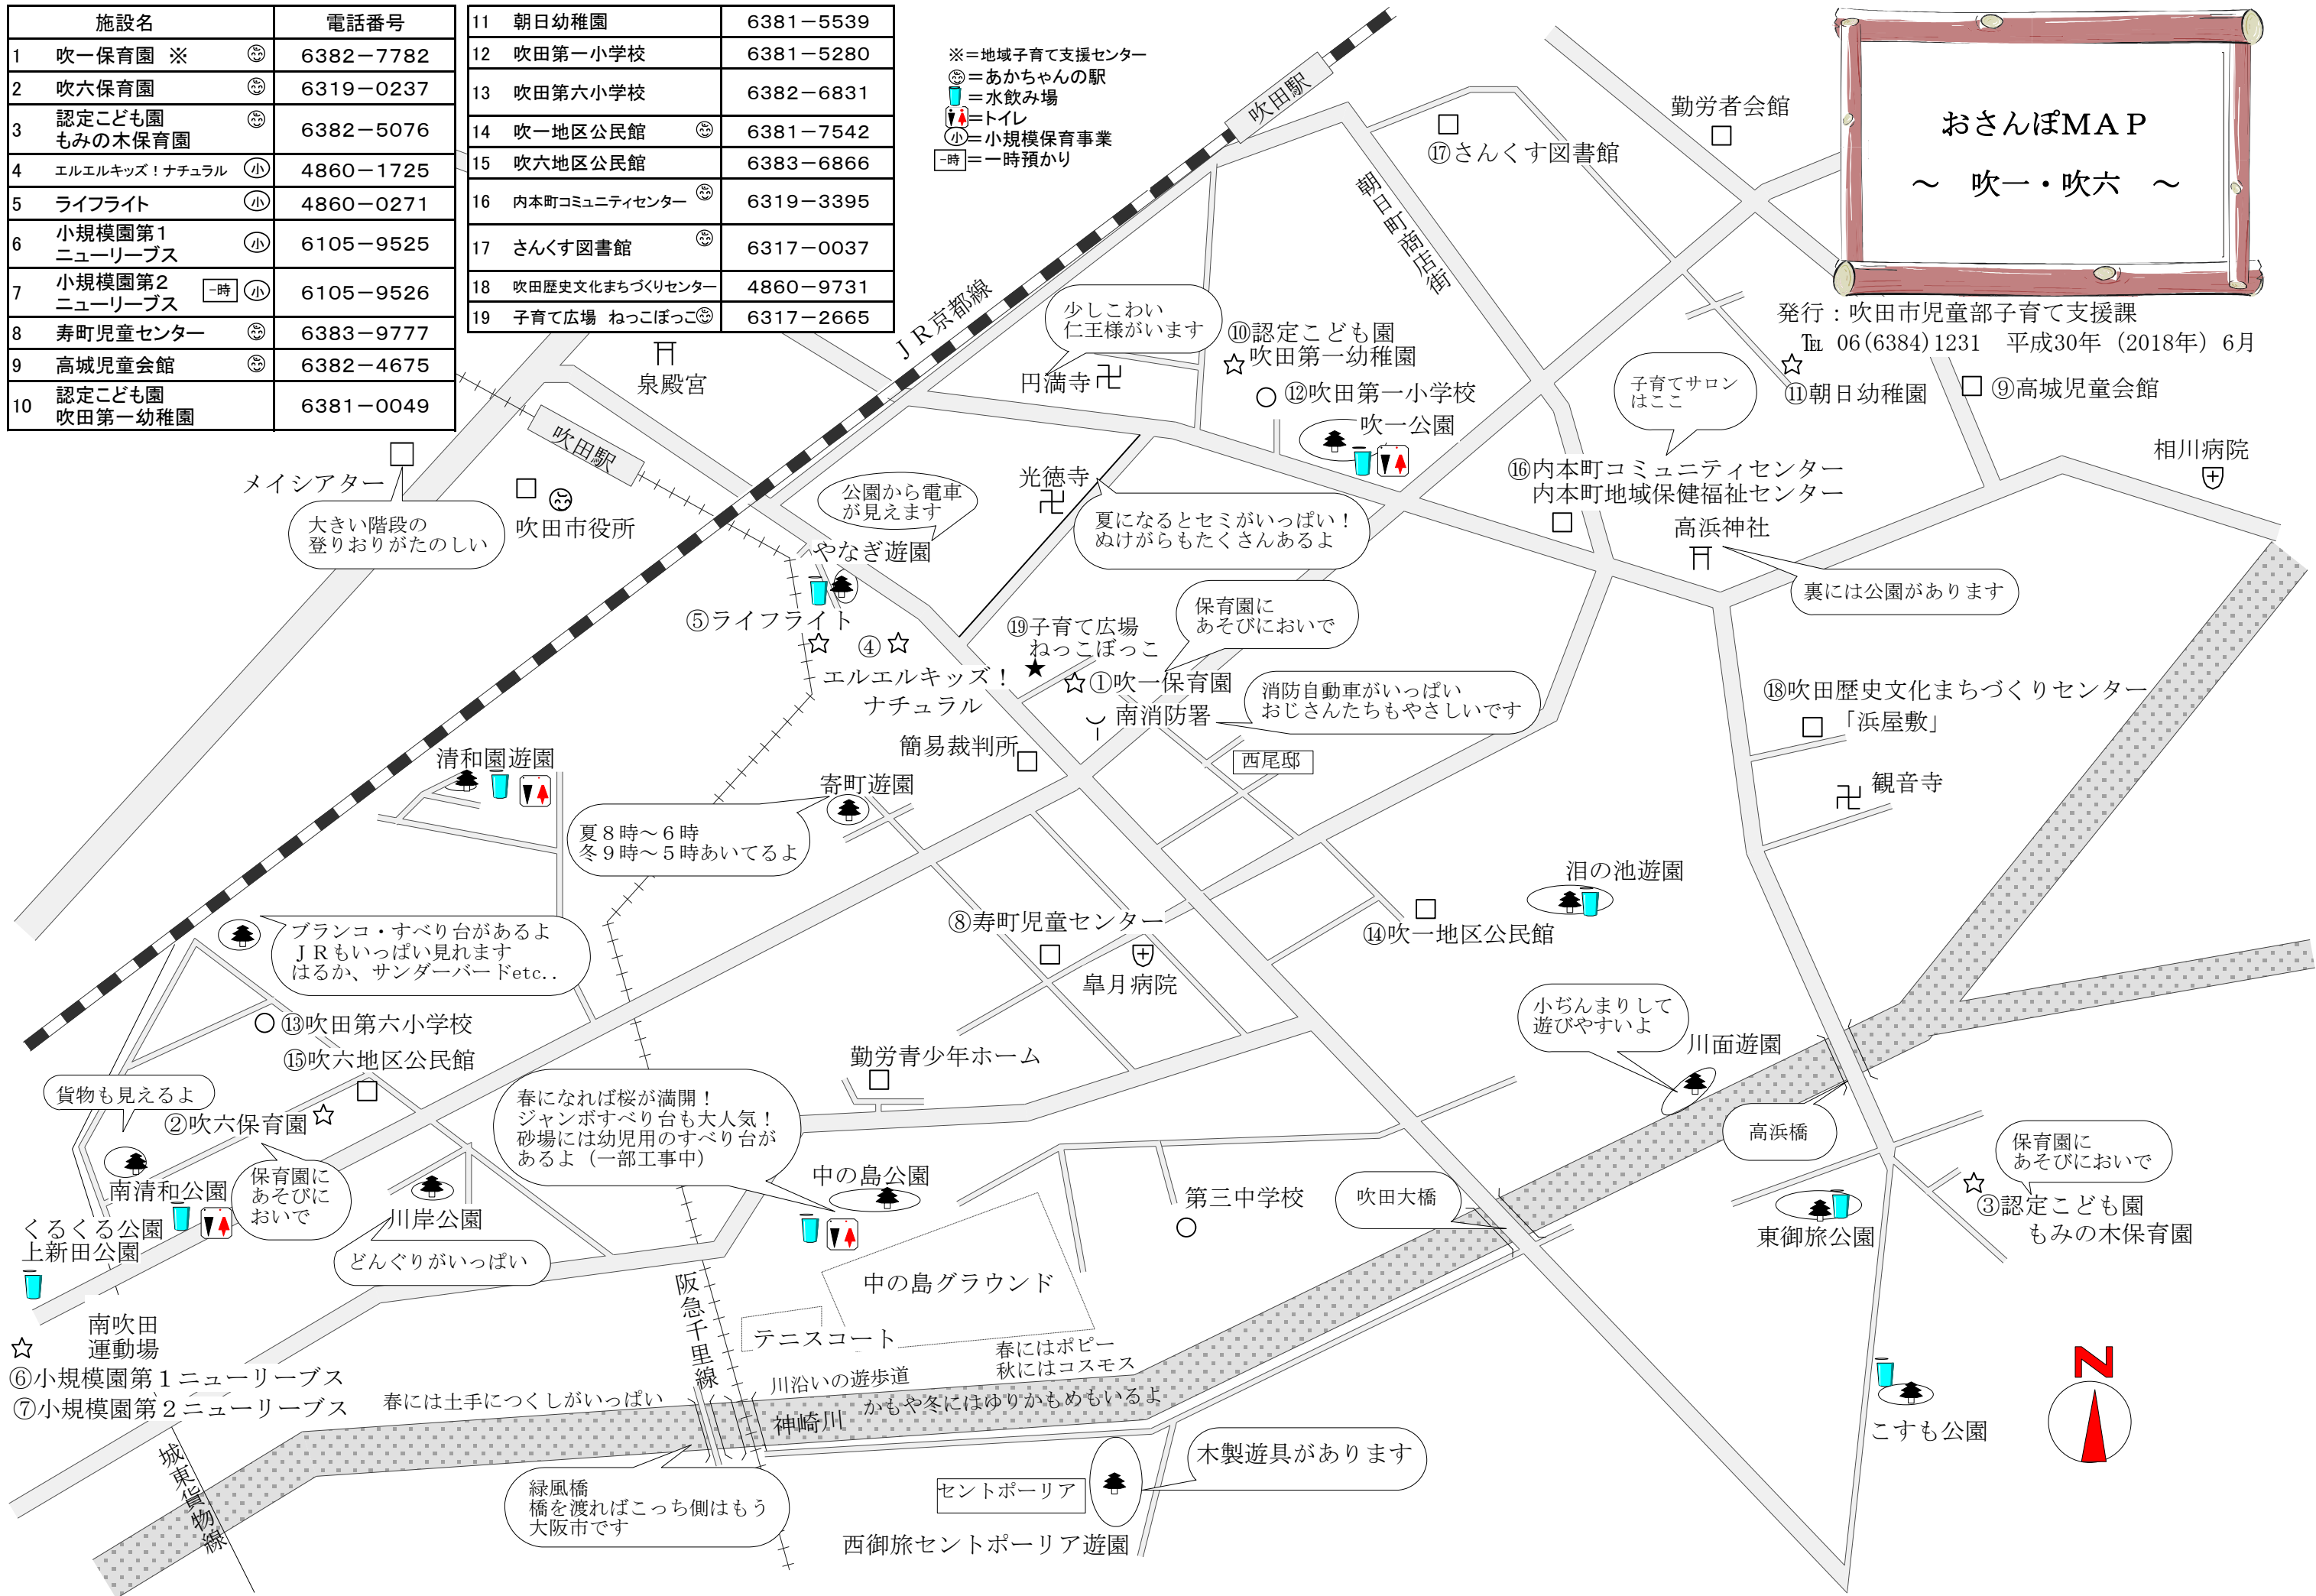 施設名 電話番号
1 吹一保育園 ※ 6382−7782
2 吹六保育園 6319−0237
3 認定こども園
もみの木保育園 6382−5076
4 エルエルキッズ！ナチュラル 小 4860−1725
5 ライフライト 小 4860−0271
6 小規模園第１
ニューリーブス 小 6105−9525
7 小規模園第２
ニューリーブス 一時 小 6105−9526
8 寿町児童センター 6383−9777
9 高城児童会館 6382−4675
10 認定こども園
吹田第一幼稚園 6381−0049
11 朝日幼稚園 6381−5539
12 吹田第一小学校 6381−5280
13 吹田第六小学校 6382−6831
14 吹一地区公民館 6381−7542
15 吹六地区公民館 6383−6866
16 内本町コミュニティセンター 6319−3395
17 さんくす図書館 6317−0037
18 吹田歴史文化まちづくりセンター 4860−9731
19 子育て広場 ねっこぼっこ 6317−2665
※＝地域子育て支援センター
＝あかちゃんの駅
＝水飲み場
＝トイレ
小＝小規模保育事業
一時＝一時預かり
おさんぽＭＡＰ
～　吹一・吹六　～
発行：吹田市児童部子育て支援課
℡ 06(6384)1231　平成30年（2018年）6月
吹田駅
勤労者会館
⑰さんくす図書館
朝日町商店街
ＪＲ京都線
少しこわい
仁王様がいます
円満寺
⑩認定こども園
吹田第一幼稚園
⑫吹田第一小学校
吹一公園
子育てサロン
はここ
⑪朝日幼稚園
⑨高城児童会館
相川病院
泉殿宮
吹田駅
メイシアター
大きい階段の
登りおりがたのしい
吹田市役所
公園から電車
が見えます
やなぎ遊園
光徳寺
夏になるとセミがいっぱい！
ぬけがらもたくさんあるよ
⑯内本町コミュニティセンター
内本町地域保健福祉センター
高浜神社
裏には公園があります
⑤ライフライト
④
エルエルキッズ！
ナチュラル
⑲子育て広場
ねっこぼっこ
保育園に
あそびにおいで
①吹一保育園
南消防署
消防自動車がいっぱい
おじさんたちもやさしいです
⑱吹田歴史文化まちづくりセンター
「浜屋敷」
簡易裁判所
西尾邸
観音寺
清和園遊園
寄町遊園
夏８時～６時
冬９時～５時あいてるよ
泪の池遊園
⑭吹一地区公民館
⑧寿町児童センター
皐月病院
ブランコ・すべり台があるよ
ＪＲもいっぱい見れます
はるか、サンダーバードetc..
⑬吹田第六小学校
⑮吹六地区公民館
勤労青少年ホーム
小ぢんまりして
遊びやすいよ
川面遊園
貨物も見えるよ
②吹六保育園
春になれば桜が満開！
ジャンボすべり台も大人気！
砂場には幼児用のすべり台が
あるよ（一部工事中）
高浜橋
保育園に
あそびにおいで
南清和公園
保育園に
あそびに
おいで
川岸公園
中の島公園
第三中学校
吹田大橋
③認定こども園
もみの木保育園
東御旅公園
くるくる公園
上新田公園
どんぐりがいっぱい
中の島グラウンド
阪急千里線
テニスコート
南吹田
運動場
春にはポピー
秋にはコスモス
⑥小規模園第１ニューリーブス
⑦小規模園第２ニューリーブス
春には土手につくしがいっぱい
川沿いの遊歩道
かもや冬にはゆりかもめもいるよ
神崎川
こすも公園
N
城東貨物線
緑風橋
橋を渡ればこっち側はもう
大阪市です
セントポーリア
木製遊具があります
西御旅セントポーリア遊園